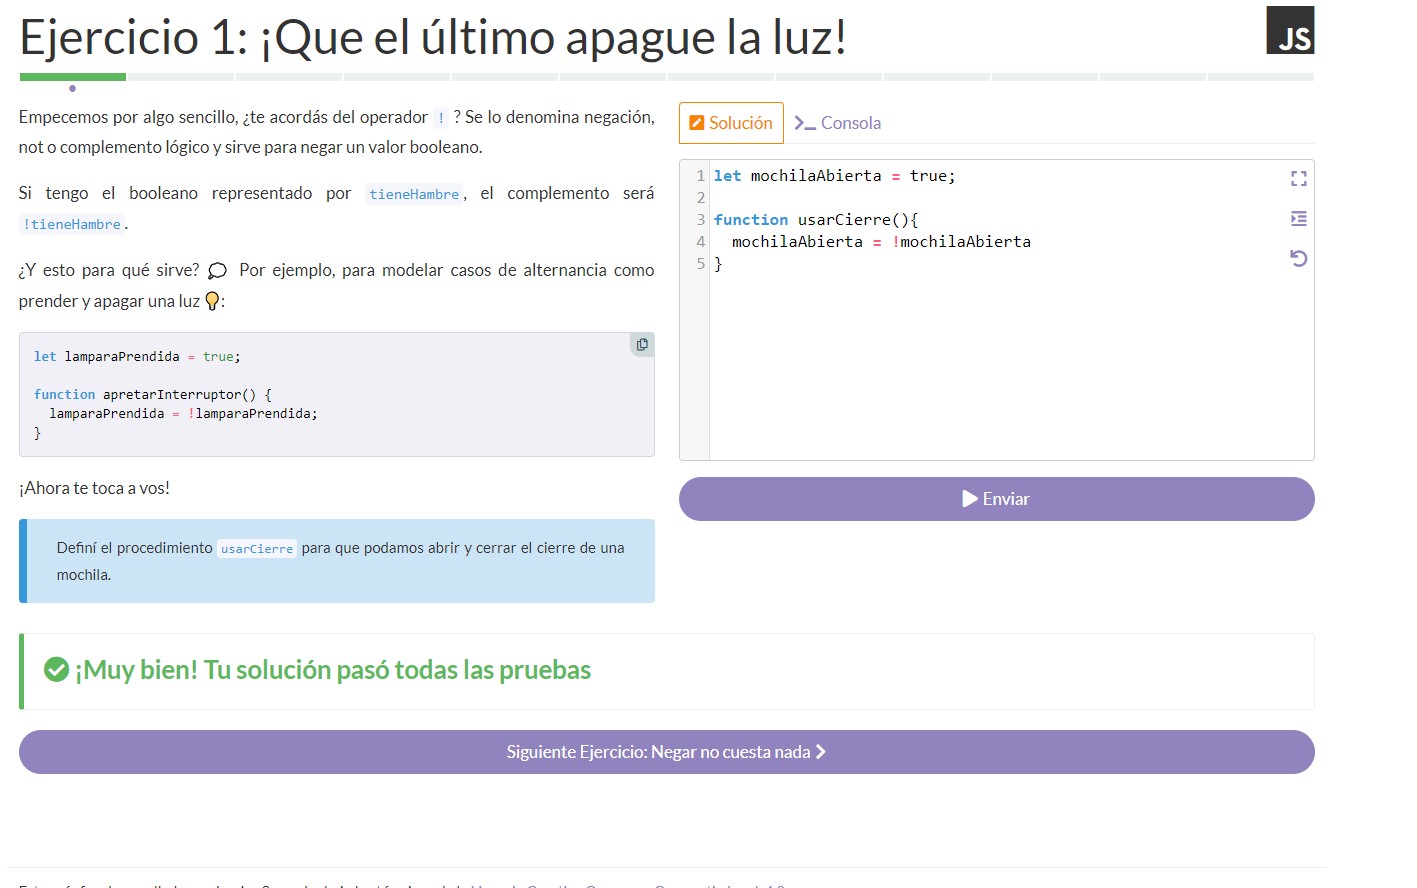 Ejercicio 1: ¡Que el último apague la luz!
JS
Empecemos por algo sencillo, ¿te acordás del operador ! ? Se lo denomina negación,
not o complemento lógico y sirve para negar un valor booleano.
Si tengo el booleano representado por tieneHambre, el complemento será
!tieneHambre.
¿Y esto para qué sirve? 💭 Por ejemplo, para modelar casos de alternancia como
prender y apagar una luz 💡:
let lamparaPrendida = true;
function apretarInterruptor() {
  lamparaPrendida = !lamparaPrendida;
}
¡Ahora te toca a vos!
Definí el procedimiento usarCierre para que podamos abrir y cerrar el cierre de una
mochila.
Solución
Consola
1 let mochilaAbierta = true;
2
3 function usarCierre(){
4   mochilaAbierta = !mochilaAbierta
5 }
Enviar
¡Muy bien! Tu solución pasó todas las pruebas
Siguiente Ejercicio: Negar no cuesta nada